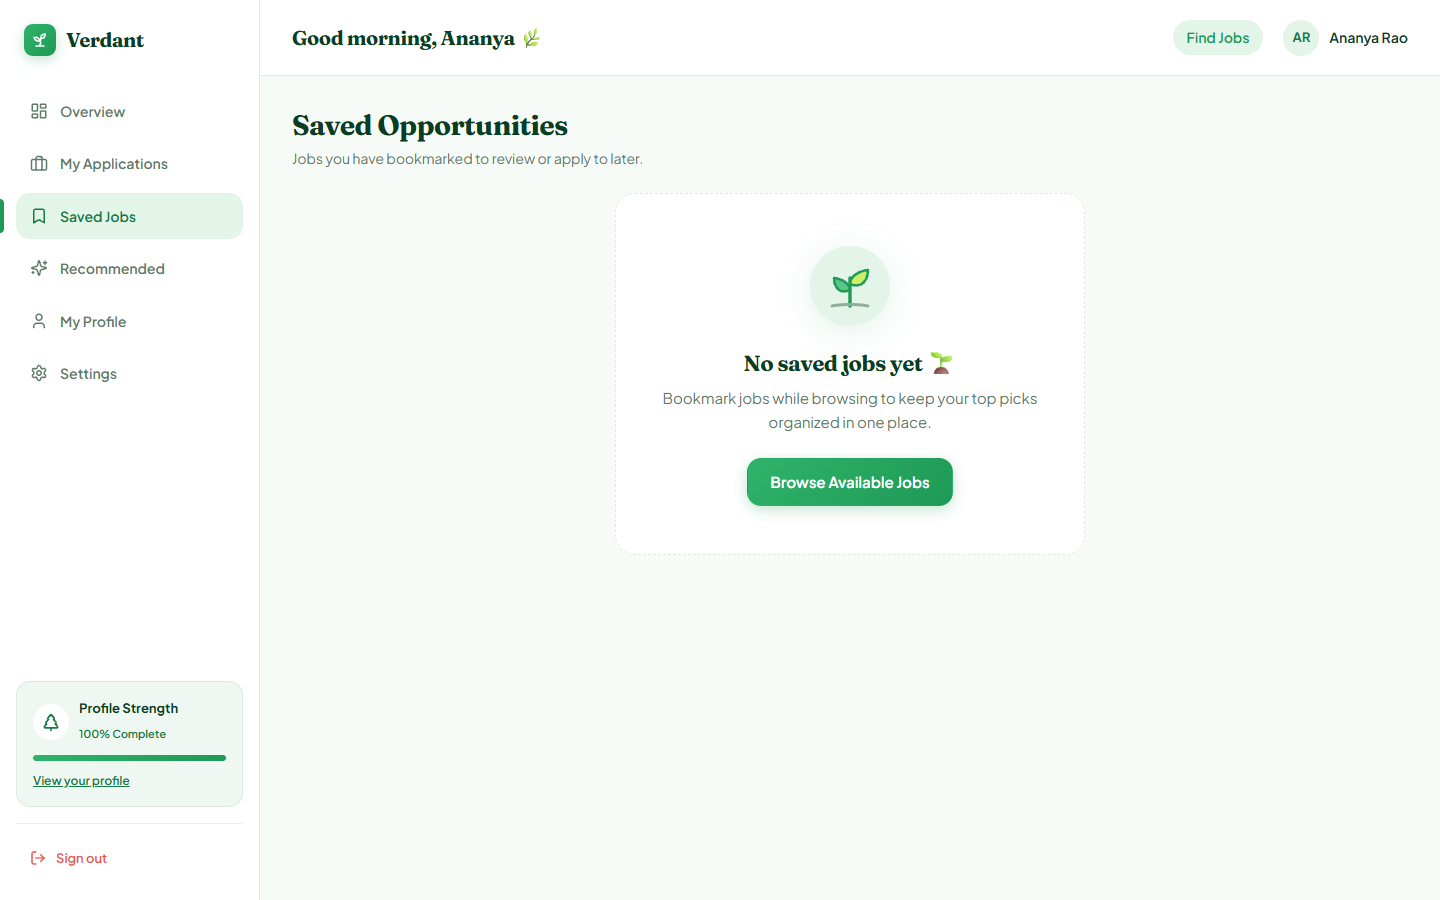 Verdant
Overview
My Applications
Saved Jobs
Recommended
My Profile
Settings
Profile Strength
100% Complete
View your profile
Sign out
Good morning, Ananya 🌿
Find Jobs
AR
Ananya Rao
Saved Opportunities
Jobs you have bookmarked to review or apply to later.
No saved jobs yet 🌱
Bookmark jobs while browsing to keep your top picks
organized in one place.
Browse Available Jobs